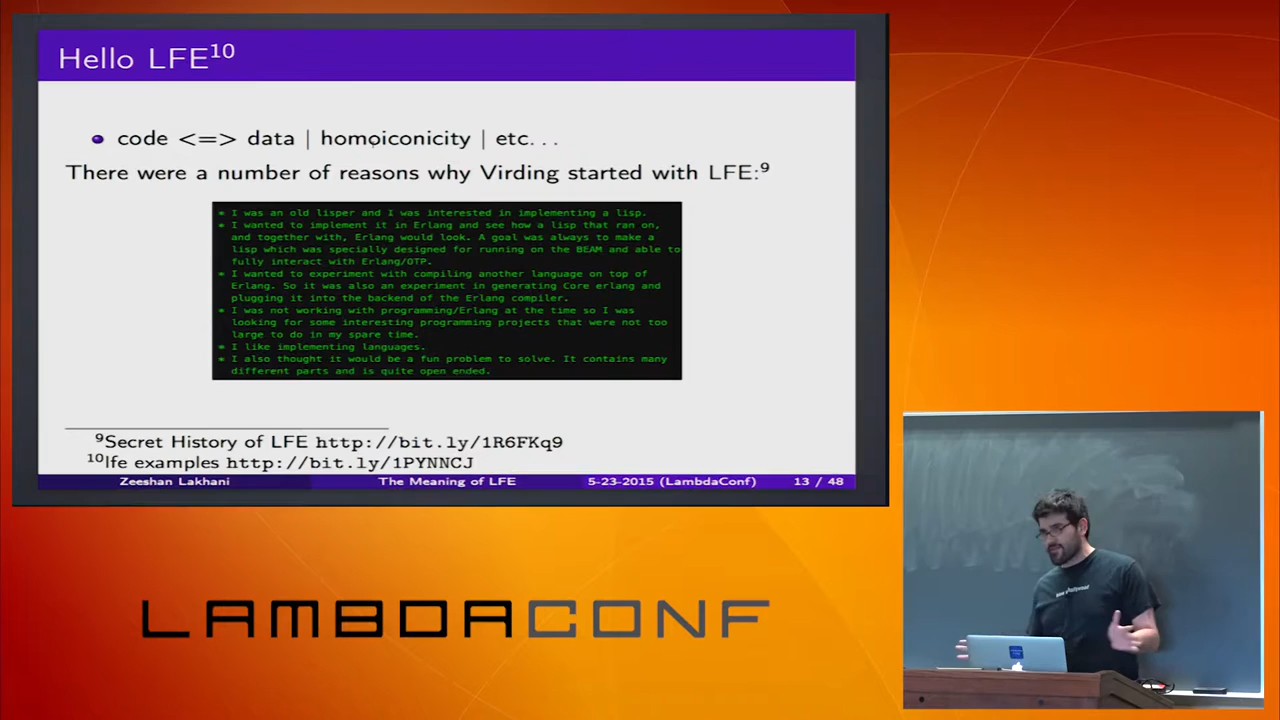 Hello LFE10
code <=> data | homoiconicity | etc...
There were a number of reasons why Virding started with LFE:9
* I was an old lisper and I was interested in implementing a lisp.
* I wanted to implement it in Erlang and see how a lisp that ran on,
and together with, Erlang would look. A goal was always to make a
lisp which was specially designed for running on the BEAM and able to
fully interact with Erlang/OTP.
* I wanted to experiment with compiling another language on top of
Erlang. So it was also an experiment in generating Core erlang and
plugging it into the backend of the Erlang compiler.
* I was not working with programming/Erlang at the time so I was
looking for some interesting programming projects that were not too
large to do in my spare time.
* I like implementing languages.
* I also thought it would be a fun problem to solve. It contains many
different parts and is quite open ended.
9Secret History of LFE http://bit.ly/1R6FKq9
10lfe examples http://bit.ly/1PYNNCJ
Zeeshan Lakhani The Meaning of LFE 5-23-2015 (LambdaConf) 13 / 48
LAMBDACONF